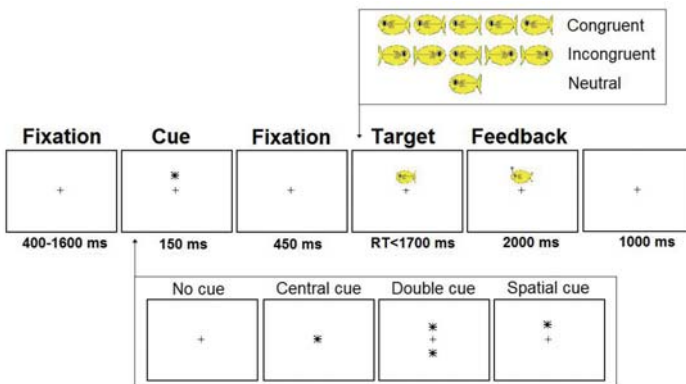 Congruent
Incongruent
Neutral
Fixation Cue Fixation Target Feedback
400-1600 ms 150 ms 450 ms RT<1700 ms 2000 ms 1000 ms
No cue Central cue Double cue Spatial cue